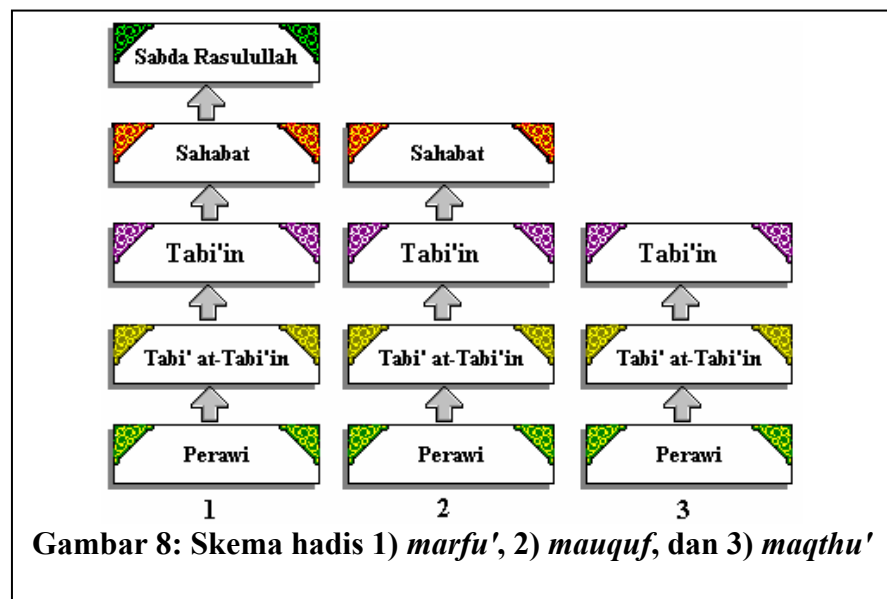 Sabda Rasulullah
Sahabat Sahabat
Tabi'in Tabi'in Tabi'in
Tabi' at-Tabi'in Tabi' at-Tabi'in Tabi' at-Tabi'in
Perawi Perawi Perawi
1 2 3
Gambar 8: Skema hadis 1) marfu', 2) mauquf, dan 3) maqthu'